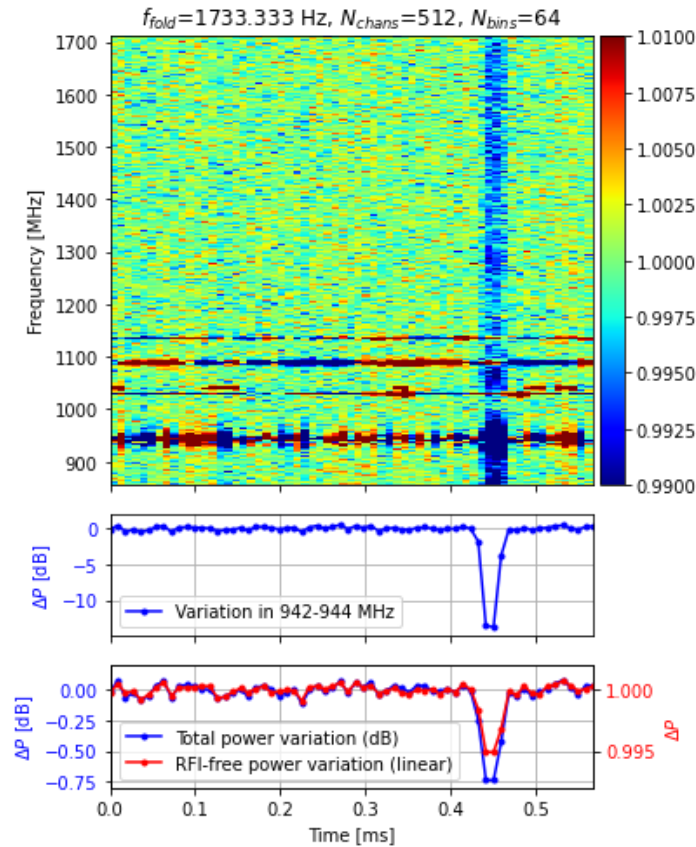 f_fold=1733.333 Hz, N_chans=512, N_bins=64
1700
1600
1500
1400
1300
1200
1100
1000
900
Frequency [MHz]
1.0100
1.0075
1.0050
1.0025
1.0000
0.9975
0.9950
0.9925
0.9900
0
−5
−10
ΔP [dB]
Variation in 942-944 MHz
0.00
−0.25
−0.50
−0.75
ΔP [dB]
Total power variation (dB)
RFI-free power variation (linear)
1.000
0.995
ΔP
0.0 0.1 0.2 0.3 0.4 0.5
Time [ms]